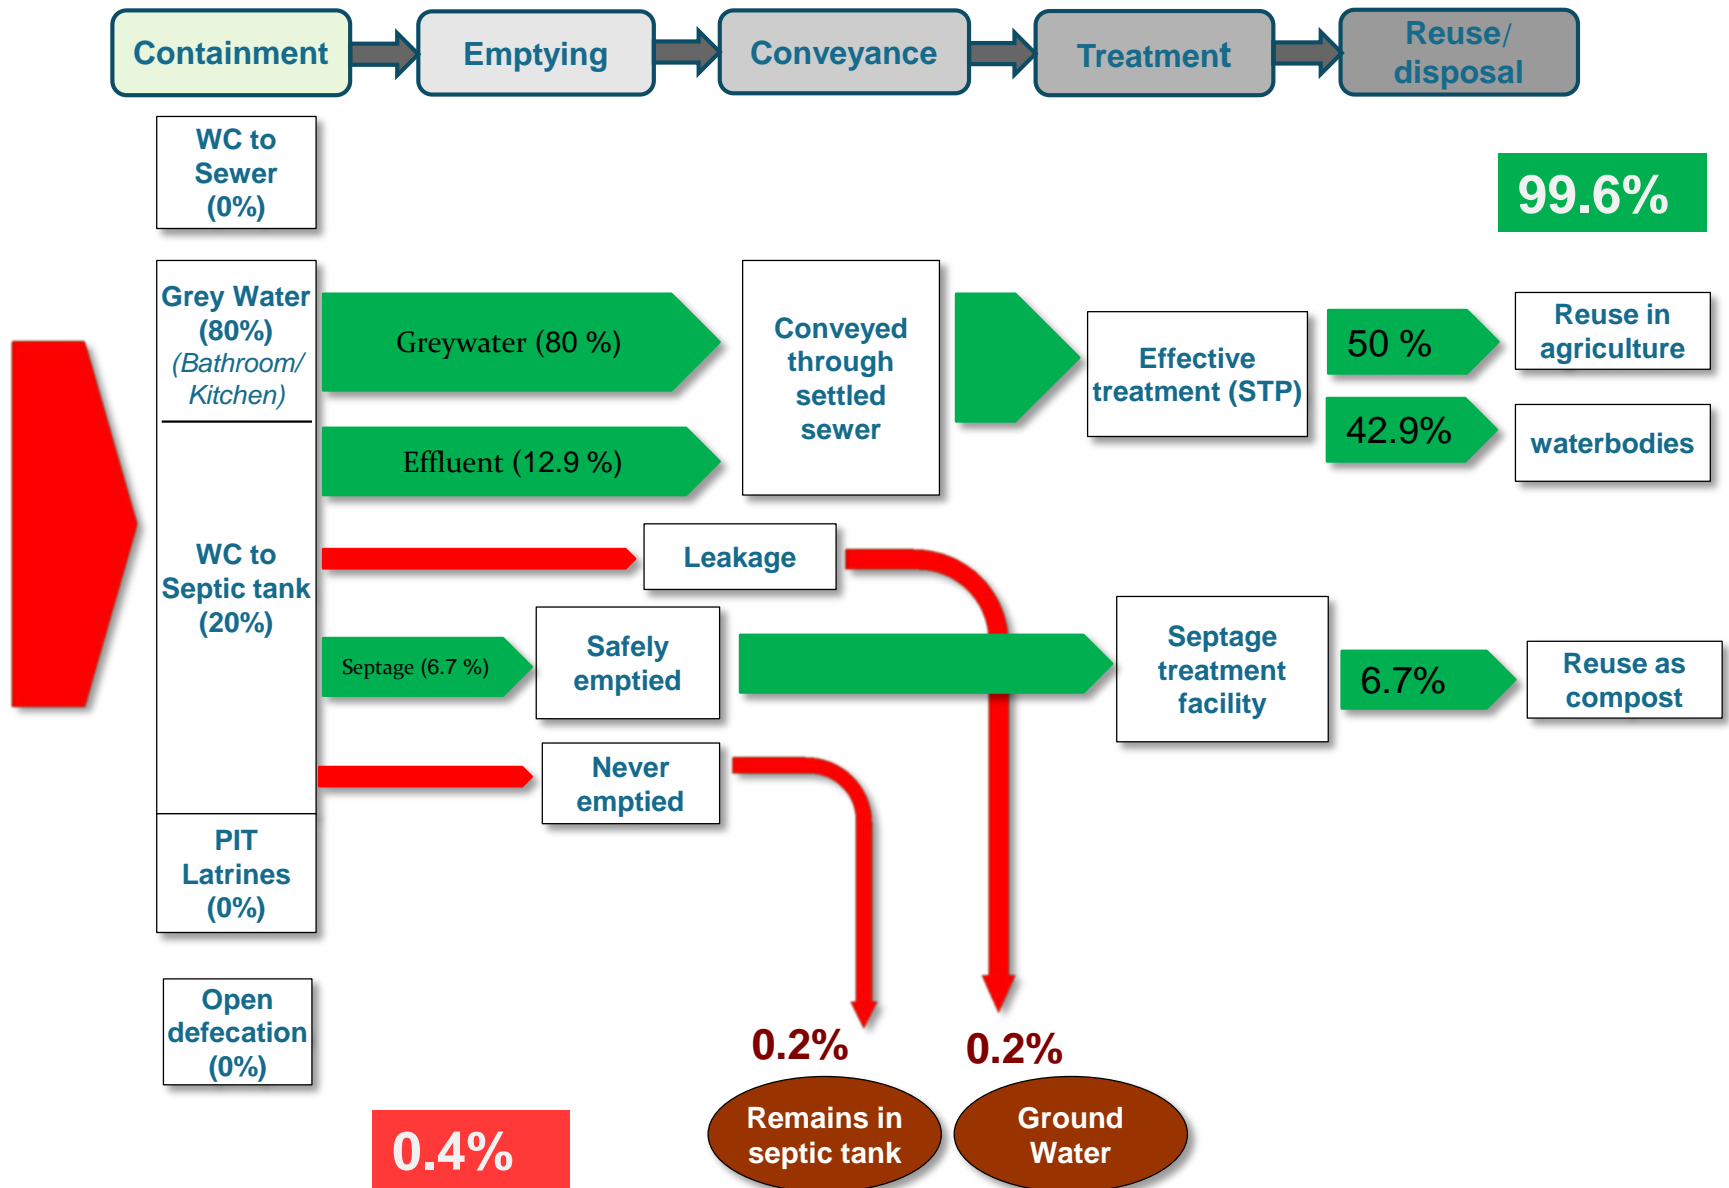 Containment
Emptying
Conveyance
Treatment
Reuse/
disposal
WC to
Sewer
(0%)
99.6%
Grey Water
(80%)
(Bathroom/
Kitchen)
Greywater (80 %)
Effluent (12.9 %)
Conveyed
through
settled
sewer
Effective
treatment (STP)
50 %
Reuse in
agriculture
42.9%
waterbodies
WC to
Septic tank
(20%)
Leakage
Septage (6.7 %)
Safely
emptied
Septage
treatment
facility
6.7%
Reuse as
compost
Never
emptied
PIT
Latrines
(0%)
Open
defecation
(0%)
0.2%
0.2%
Remains in
septic tank
Ground
Water
0.4%